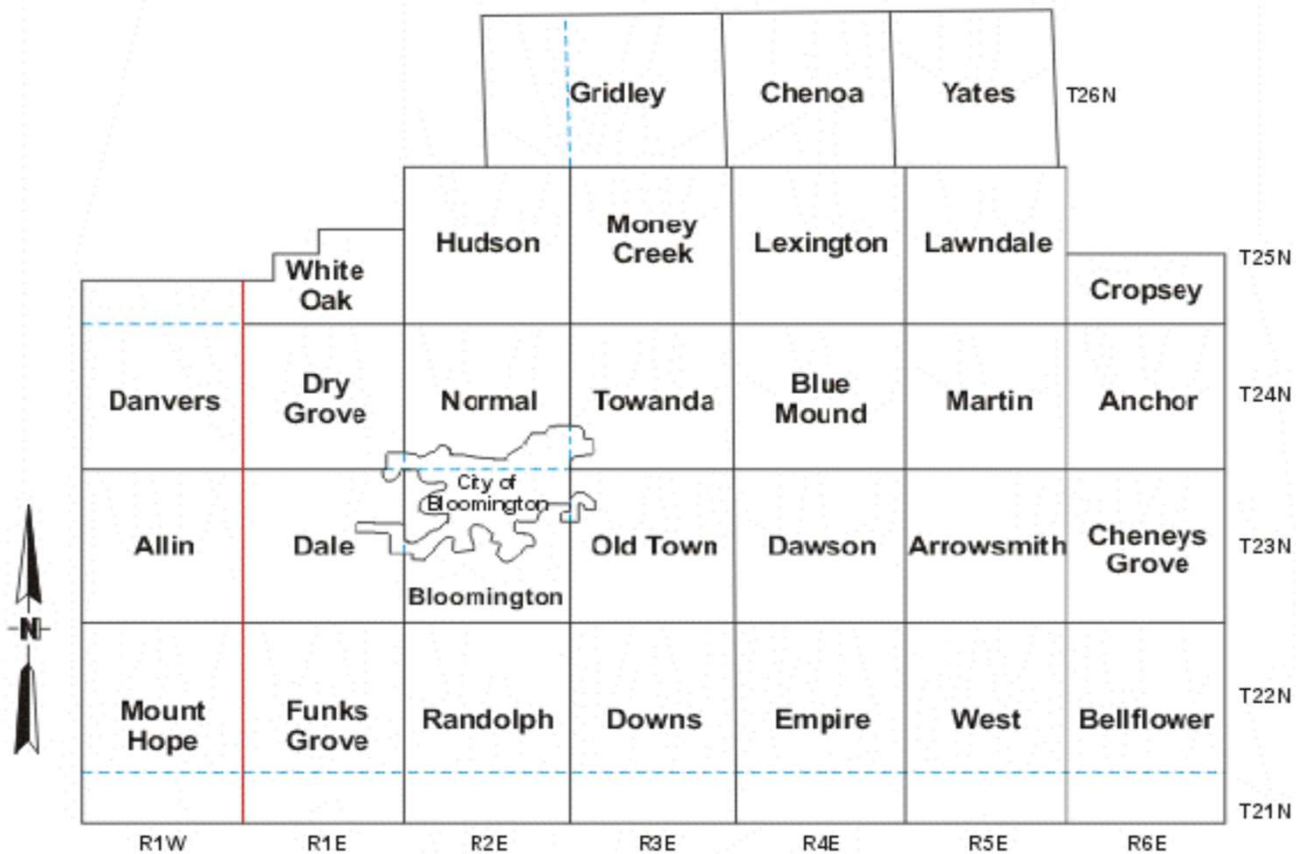 Gridley
Chenoa
Yates
T26N
Hudson
Money
Creek
Lexington
Lawndale
T25N
White
Oak
Cropsey
Danvers
Dry
Grove
Normal
Towanda
Blue
Mound
Martin
Anchor
T24N
City of
Bloomington
Allin
Dale
Old Town
Dawson
Arrowsmith
Cheneys
Grove
T23N
Bloomington
N
Mount
Hope
Funks
Grove
Randolph
Downs
Empire
West
Bellflower
T22N
T21N
R1W
R1E
R2E
R3E
R4E
R5E
R6E